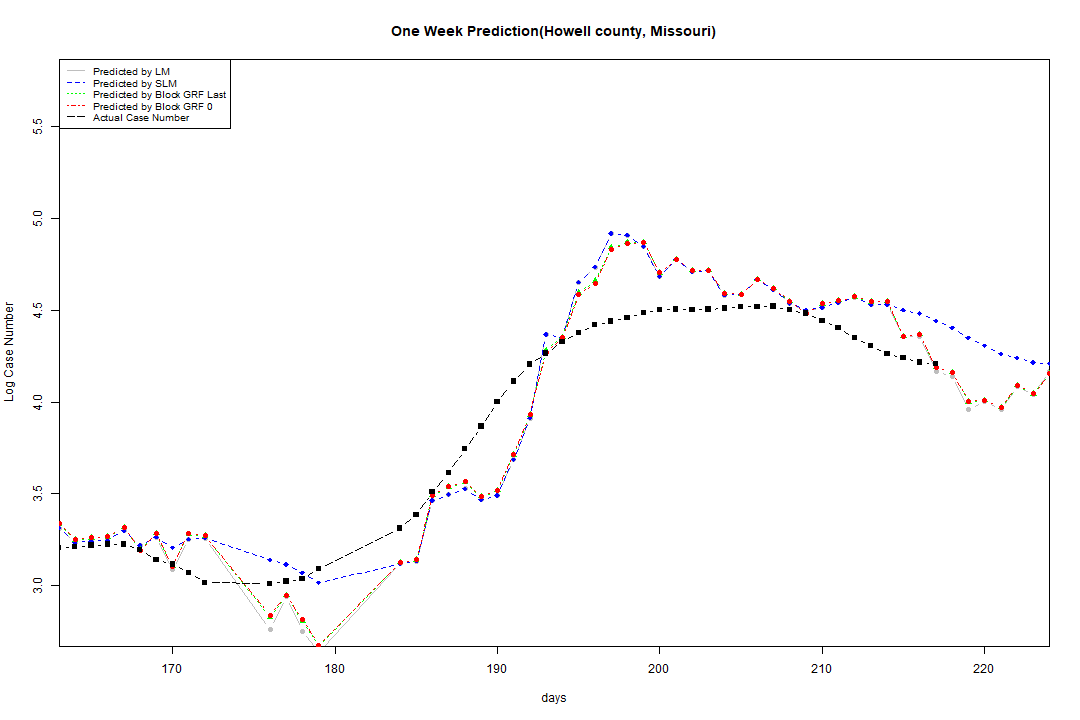 One Week Prediction(Howell county, Missouri)
Predicted by LM
Predicted by SLM
Predicted by Block GRF Last
Predicted by Block GRF 0
Actual Case Number
5.5
5.0
4.5
4.0
3.5
3.0
Log Case Number
170 180 190 200 210 220
days